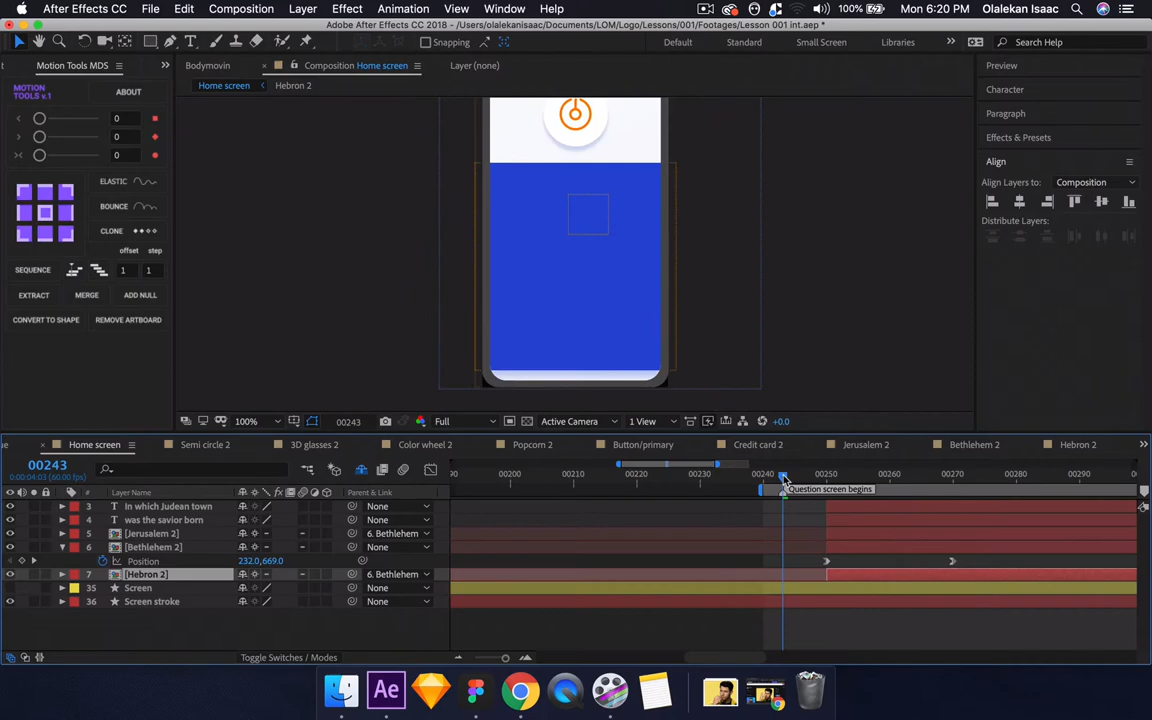 After Effects CC File Edit Composition Layer Effect Animation View Window Help 100% Mon 6:20 PM Olalekan Isaac
Adobe After Effects CC 2018 - /Users/olalekanisaac/Documents/LOM/Logo/Lessons/001/Footages/Lesson 001 int.aep *
Snapping Default Standard Small Screen Libraries Search Help
Motion Tools MDS Bodymovin Composition Home screen Layer (none) Preview
MOTION
TOOLS v.1 ABOUT Home screen Hebron 2 Character
0 Paragraph
0 Effects & Presets
0 Align
ELASTIC Align Layers to: Composition
BOUNCE
CLONE Distribute Layers:
offset step
SEQUENCE 1 1
EXTRACT MERGE ADD NULL
CONVERT TO SHAPE REMOVE ARTBOARD
100% 00243 Full Active Camera 1 View +0.0
Home screen Semi circle 2 3D glasses 2 Color wheel 2 Popcorn 2 Button/primary Credit card 2 Jerusalem 2 Bethlehem 2 Hebron 2
00243
0:00:04:03 (60.00 fps)
90 00200 00210 00220 00230 00240 00250 00260 00270 00280 00290
# Layer Name Parent & Link Question screen begins
3 T In which Judean town None
4 T was the savior born None
5 [Jerusalem 2] 6. Bethlehem
6 [Bethlehem 2] None
Position 232.0,669.0
7 [Hebron 2] 6. Bethlehem
35 Screen None
36 Screen stroke None
Toggle Switches / Modes
Ae